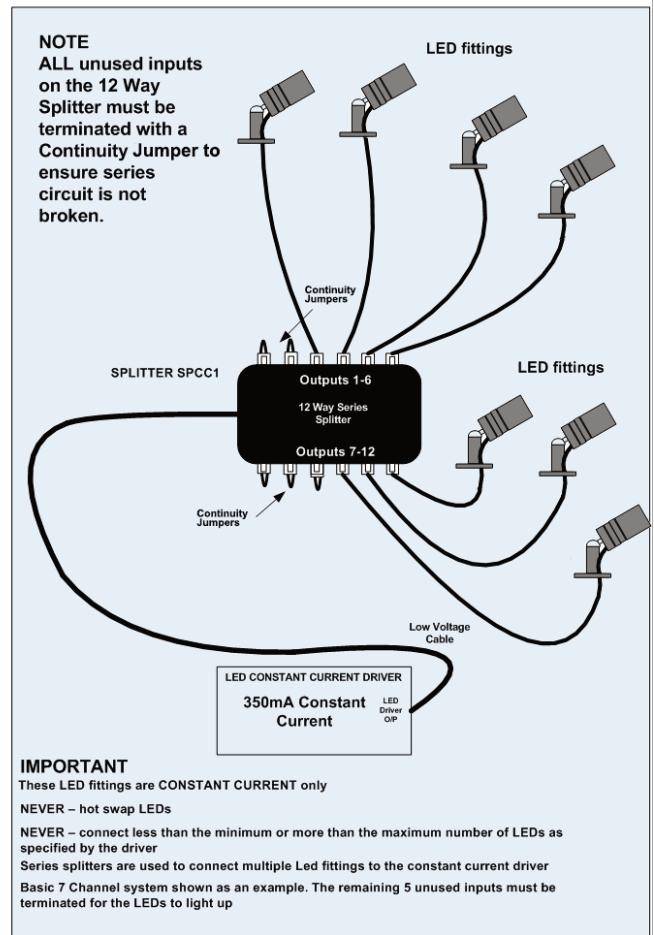 NOTE
ALL unused inputs
on the 12 Way
Splitter must be
terminated with a
Continuity Jumper to
ensure series
circuit is not
broken.
LED fittings
Continuity
Jumpers
SPLITTER SPCC1
Outputs 1-6
12 Way Series
Splitter
Outputs 7-12
LED fittings
Continuity
Jumpers
Low Voltage
Cable
LED CONSTANT CURRENT DRIVER
350mA Constant
Current
LED
Driver
O/P
IMPORTANT
These LED fittings are CONSTANT CURRENT only
NEVER – hot swap LEDs
NEVER – connect less than the minimum or more than the maximum number of LEDs as
specified by the driver
Series splitters are used to connect multiple Led fittings to the constant current driver
Basic 7 Channel system shown as an example. The remaining 5 unused inputs must be
terminated for the LEDs to light up